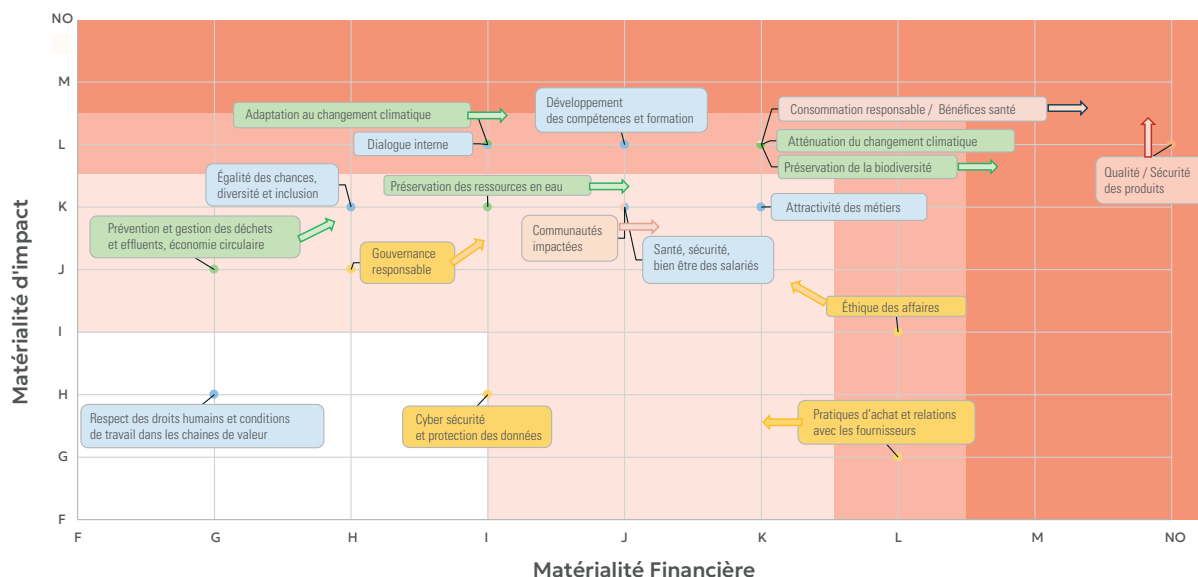 NO
M
Adaptation au changement climatique
Développement
des compétences et formation
Consommation responsable / Bénéfices santé
L
Dialogue interne
Atténuation du changement climatique
Préservation de la biodiversité
Qualité / Sécurité
des produits
Égalité des chances,
diversité et inclusion
Préservation des ressources en eau
K
Attractivité des métiers
Prévention et gestion des déchets
et effluents, économie circulaire
Gouvernance
responsable
Communautés
impactées
Santé, sécurité,
bien être des salariés
J
Éthique des affaires
I
H
Respect des droits humains et conditions
de travail dans les chaines de valeur
Cyber sécurité
et protection des données
Pratiques d'achat et relations
avec les fournisseurs
G
F
Matérialité d'impact
F G H I J K L M NO
Matérialité Financière